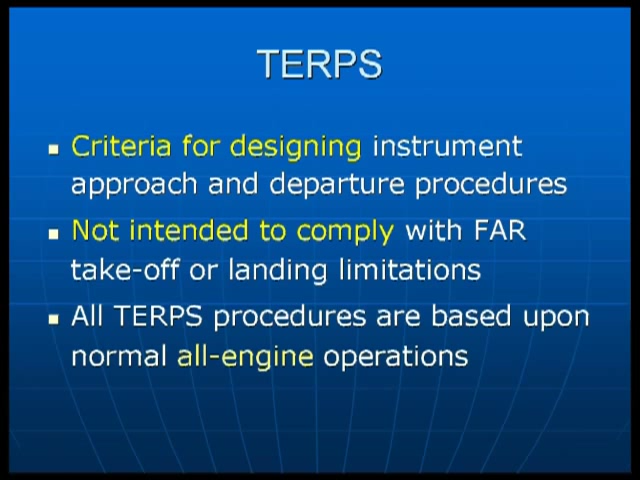 TERPS
Criteria for designing instrument
approach and departure procedures
Not intended to comply with FAR
take-off or landing limitations
All TERPS procedures are based upon
normal all-engine operations